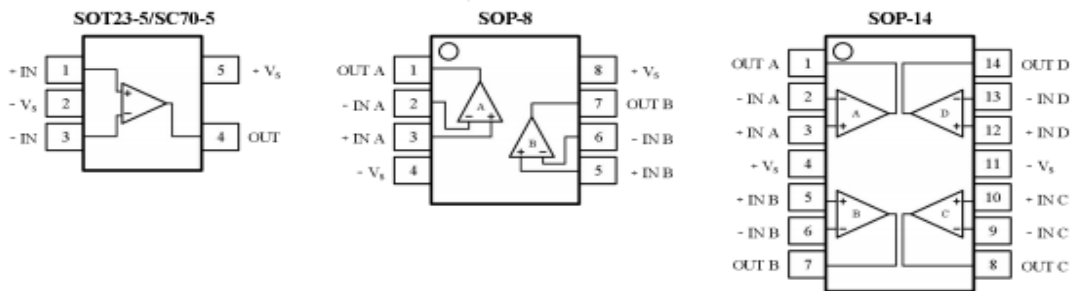 SOT23-5/SC70-5
+ IN 1
- Vs 2
- IN 3
5 + Vs
4 OUT
+
−
SOP-8
OUT A 1
- IN A 2
+ IN A 3
- Vs 4
8 + Vs
7 OUT B
6 - IN B
5 + IN B
A
− +
B
+ −
SOP-14
OUT A 1
- IN A 2
+ IN A 3
+ Vs 4
+ IN B 5
- IN B 6
OUT B 7
14 OUT D
13 - IN D
12 + IN D
11 - Vs
10 + IN C
9 - IN C
8 OUT C
−
A
+
−
D
+
+
B
−
+
C
−